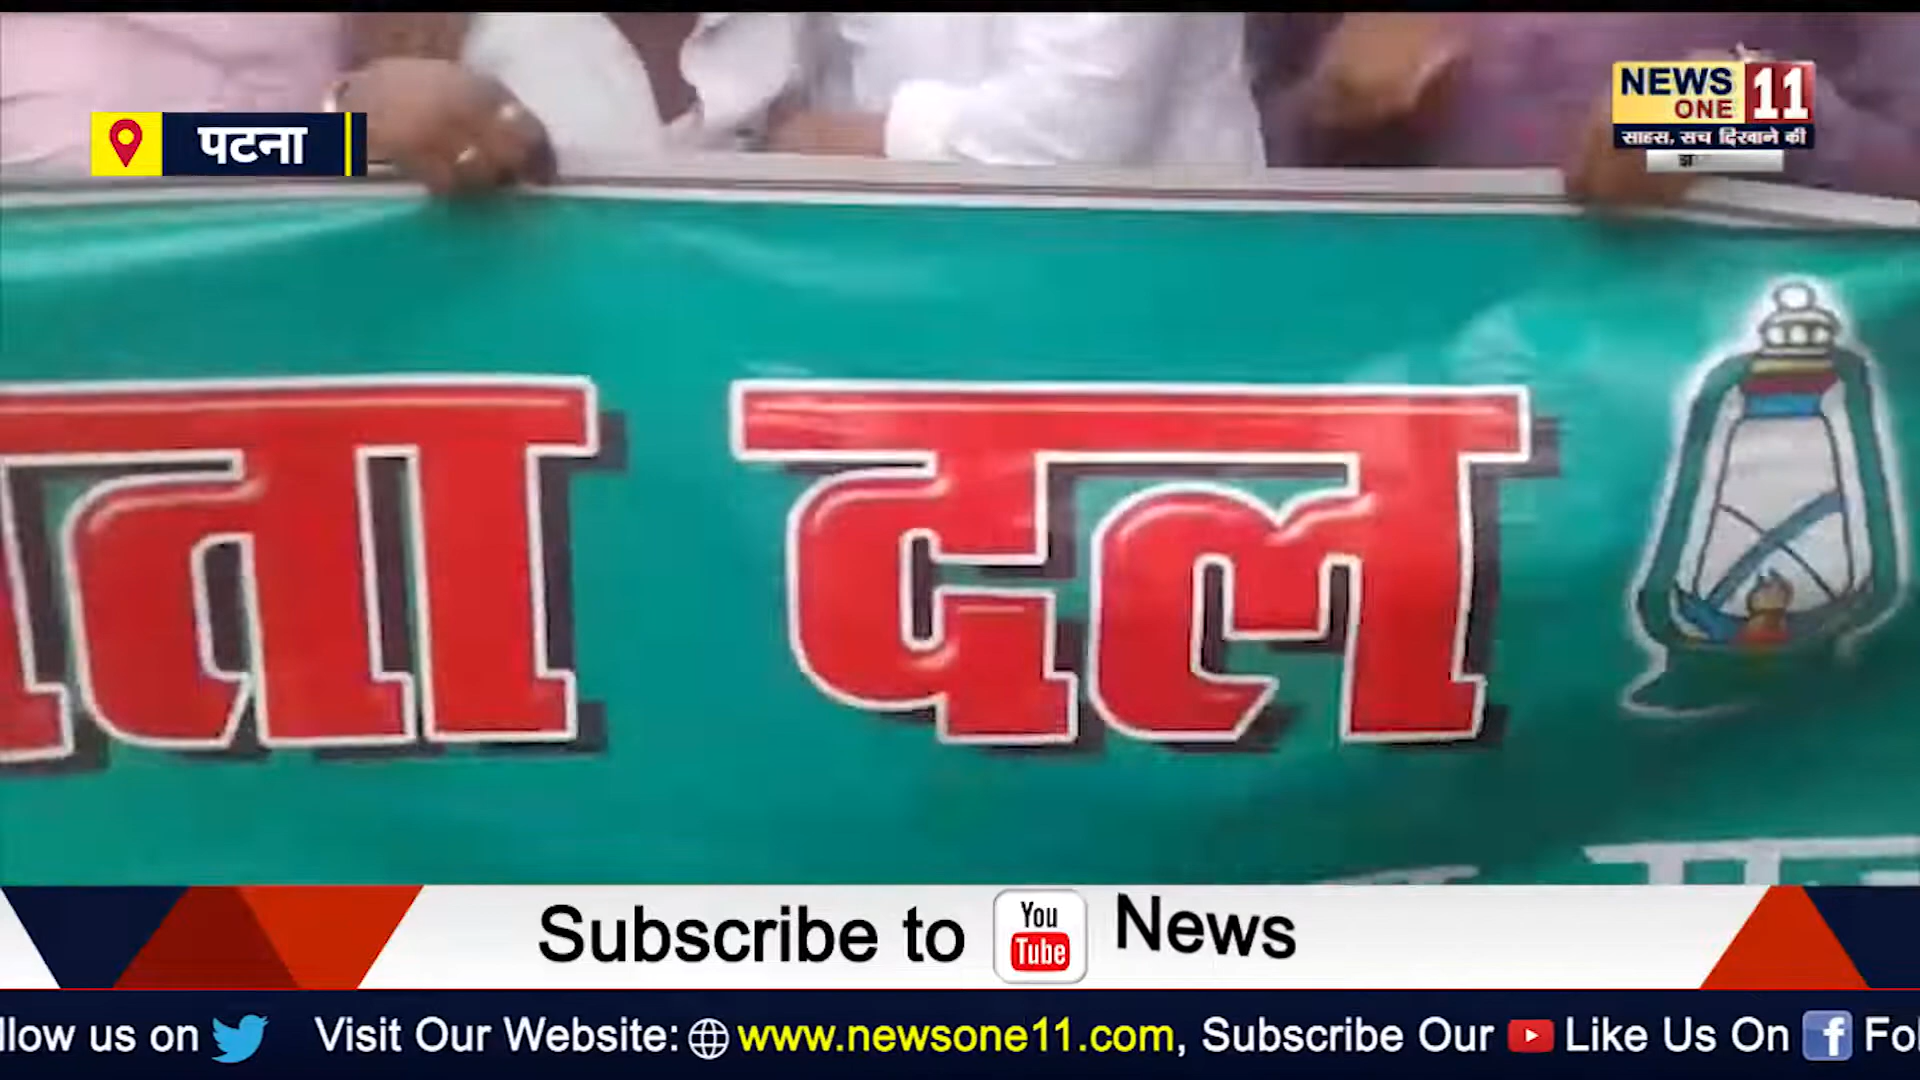 NEWS
ONE 11
साहस, सच दिखाने की
पटना
ता दल
Subscribe to You Tube News
llow us on Visit Our Website: www.newsone11.com, Subscribe Our Like Us On f Fol